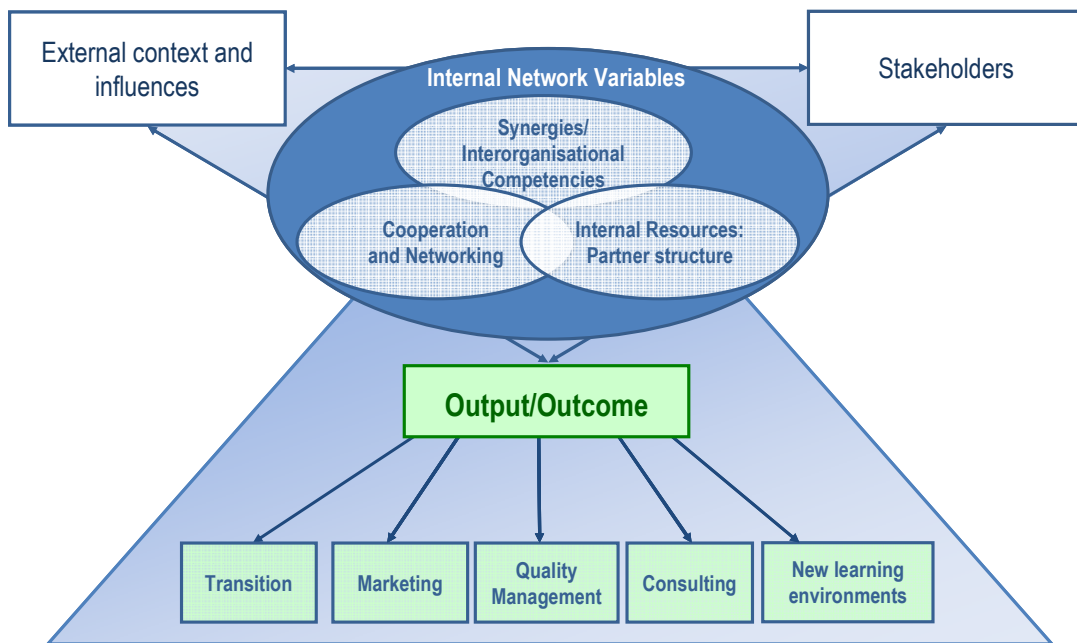 External context and
influences
Internal Network Variables
Stakeholders
Synergies/
Interorganisational
Competencies
Cooperation
and Networking
Internal Resources:
Partner structure
Output/Outcome
Transition
Marketing
Quality
Management
Consulting
New learning
environments